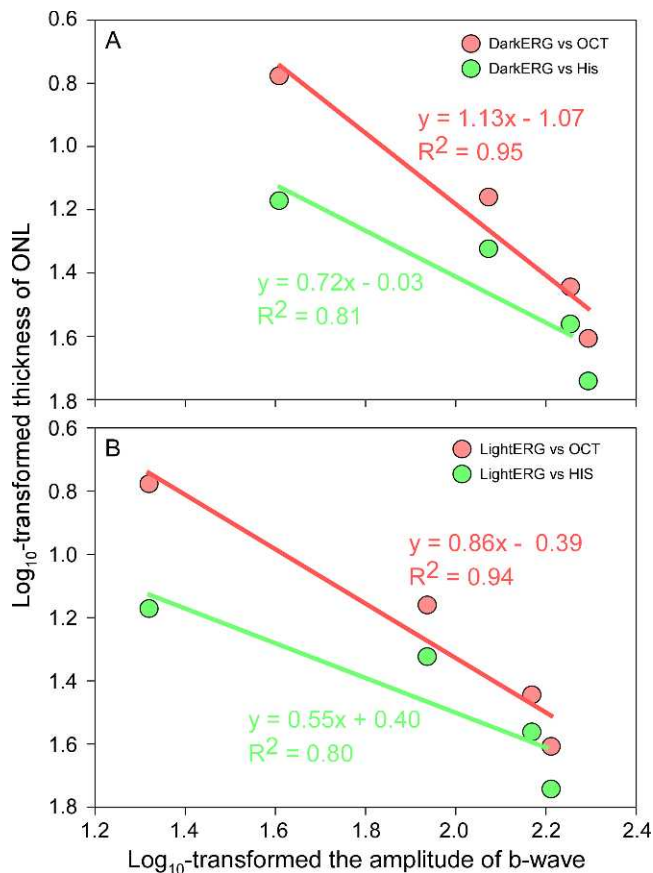 A
DarkERG vs OCT
DarkERG vs His
y = 1.13x - 1.07
R² = 0.95
y = 0.72x - 0.03
R² = 0.81
0.6
0.8
1.0
1.2
1.4
1.6
1.8
Log₁₀-transformed thickness of ONL
B
LightERG vs OCT
LightERG vs HIS
y = 0.86x - 0.39
R² = 0.94
y = 0.55x + 0.40
R² = 0.80
0.6
0.8
1.0
1.2
1.4
1.6
1.8
1.2
1.4
1.6
1.8
2.0
2.2
2.4
Log₁₀-transformed the amplitude of b-wave